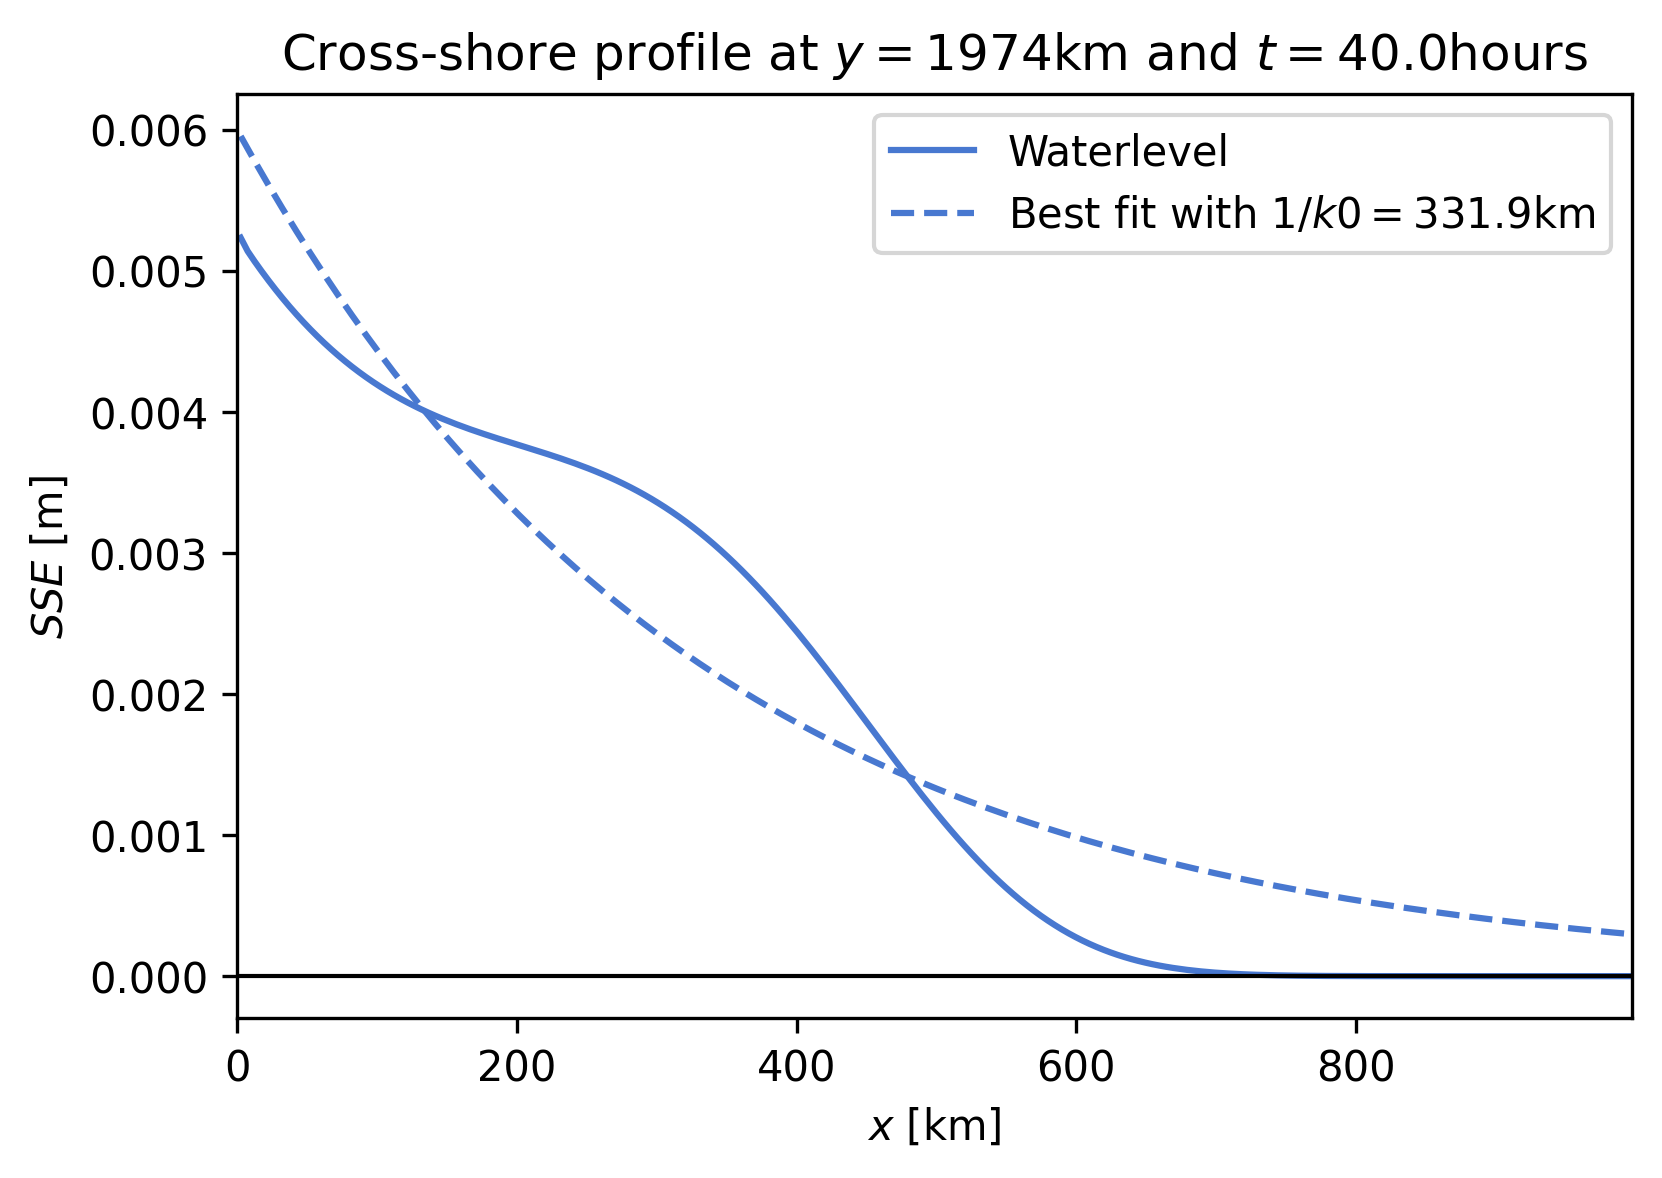 Cross-shore profile at y = 1974km and t = 40.0hours
Waterlevel
Best fit with 1/k0 = 331.9km
SSE [m]
0.006
0.005
0.004
0.003
0.002
0.001
0.000
0 200 400 600 800
x [km]